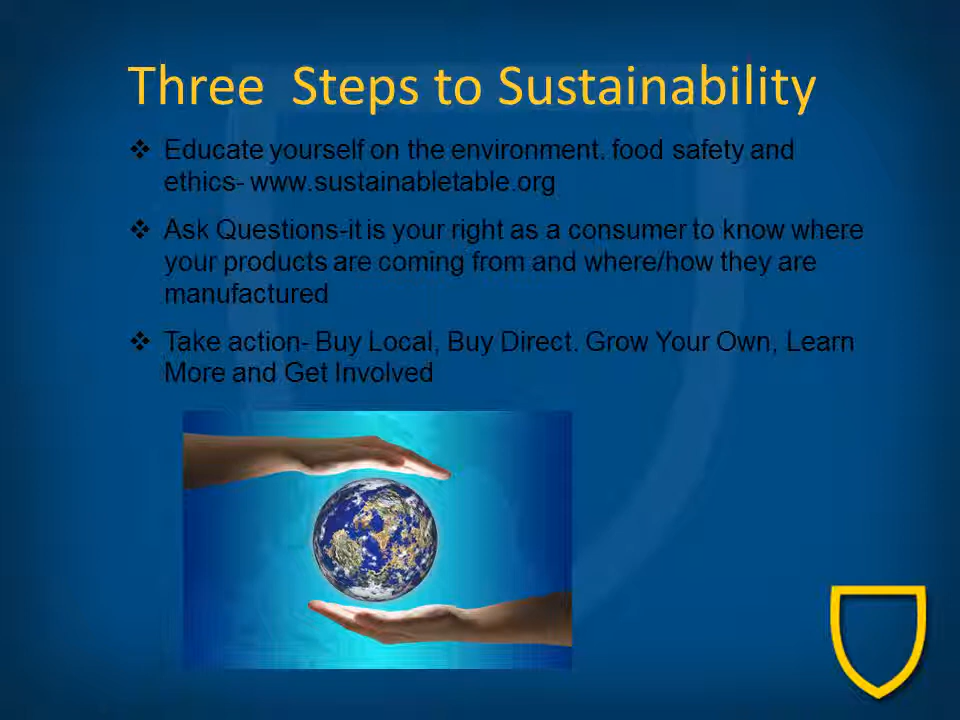 Three  Steps to Sustainability
❖ Educate yourself on the environment. food safety and
ethics- www.sustainabletable.org
❖ Ask Questions-it is your right as a consumer to know where
your products are coming from and where/how they are
manufactured
❖ Take action- Buy Local, Buy Direct. Grow Your Own, Learn
More and Get Involved